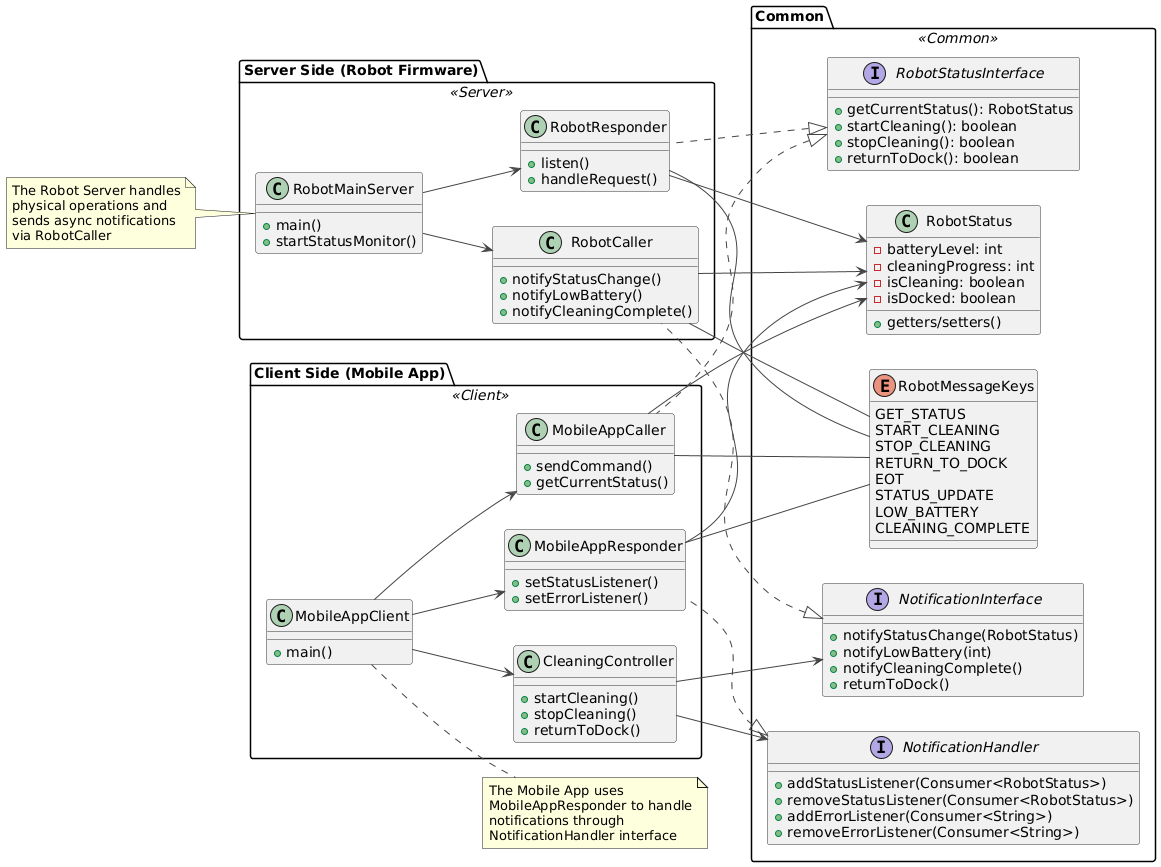 Common
«Common»
I RobotStatusInterface
getCurrentStatus(): RobotStatus
startCleaning(): boolean
stopCleaning(): boolean
returnToDock(): boolean
Server Side (Robot Firmware)
«Server»
C RobotResponder
listen()
handleRequest()
C RobotMainServer
main()
startStatusMonitor()
The Robot Server handles
physical operations and
sends async notifications
via RobotCaller
C RobotCaller
notifyStatusChange()
notifyLowBattery()
notifyCleaningComplete()
C RobotStatus
batteryLevel: int
cleaningProgress: int
isCleaning: boolean
isDocked: boolean
getters/setters()
Client Side (Mobile App)
«Client»
C MobileAppCaller
sendCommand()
getCurrentStatus()
E RobotMessageKeys
GET_STATUS
START_CLEANING
STOP_CLEANING
RETURN_TO_DOCK
EOT
STATUS_UPDATE
LOW_BATTERY
CLEANING_COMPLETE
C MobileAppResponder
setStatusListener()
setErrorListener()
C MobileAppClient
main()
C CleaningController
startCleaning()
stopCleaning()
returnToDock()
I NotificationInterface
notifyStatusChange(RobotStatus)
notifyLowBattery(int)
notifyCleaningComplete()
returnToDock()
I NotificationHandler
addStatusListener(Consumer<RobotStatus>)
removeStatusListener(Consumer<RobotStatus>)
addErrorListener(Consumer<String>)
removeErrorListener(Consumer<String>)
The Mobile App uses
MobileAppResponder to handle
notifications through
NotificationHandler interface